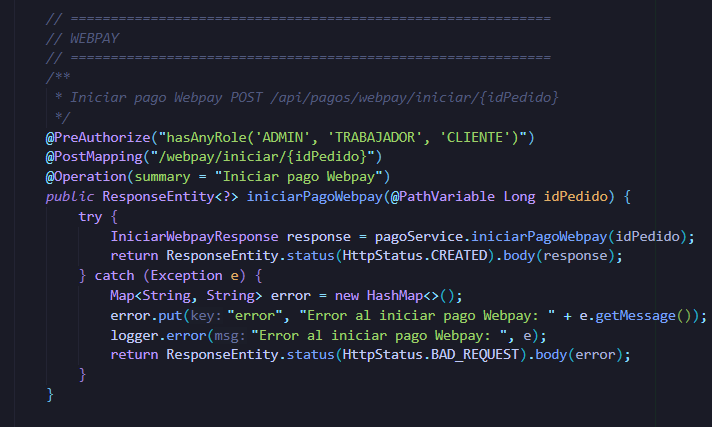 // ===========================================================
// WEBPAY
// ===========================================================
/**
 * Iniciar pago Webpay POST /api/pagos/webpay/iniciar/{idPedido}
 */
@PreAuthorize("hasAnyRole('ADMIN', 'TRABAJADOR', 'CLIENTE')")
@PostMapping("/webpay/iniciar/{idPedido}")
@Operation(summary = "Iniciar pago Webpay")
public ResponseEntity<?> iniciarPagoWebpay(@PathVariable Long idPedido) {
    try {
        IniciarWebpayResponse response = pagoService.iniciarPagoWebpay(idPedido);
        return ResponseEntity.status(HttpStatus.CREATED).body(response);
    } catch (Exception e) {
        Map<String, String> error = new HashMap<>();
        error.put(key: "error", "Error al iniciar pago Webpay: " + e.getMessage());
        logger.error(msg: "Error al iniciar pago Webpay: ", e);
        return ResponseEntity.status(HttpStatus.BAD_REQUEST).body(error);
    }
}